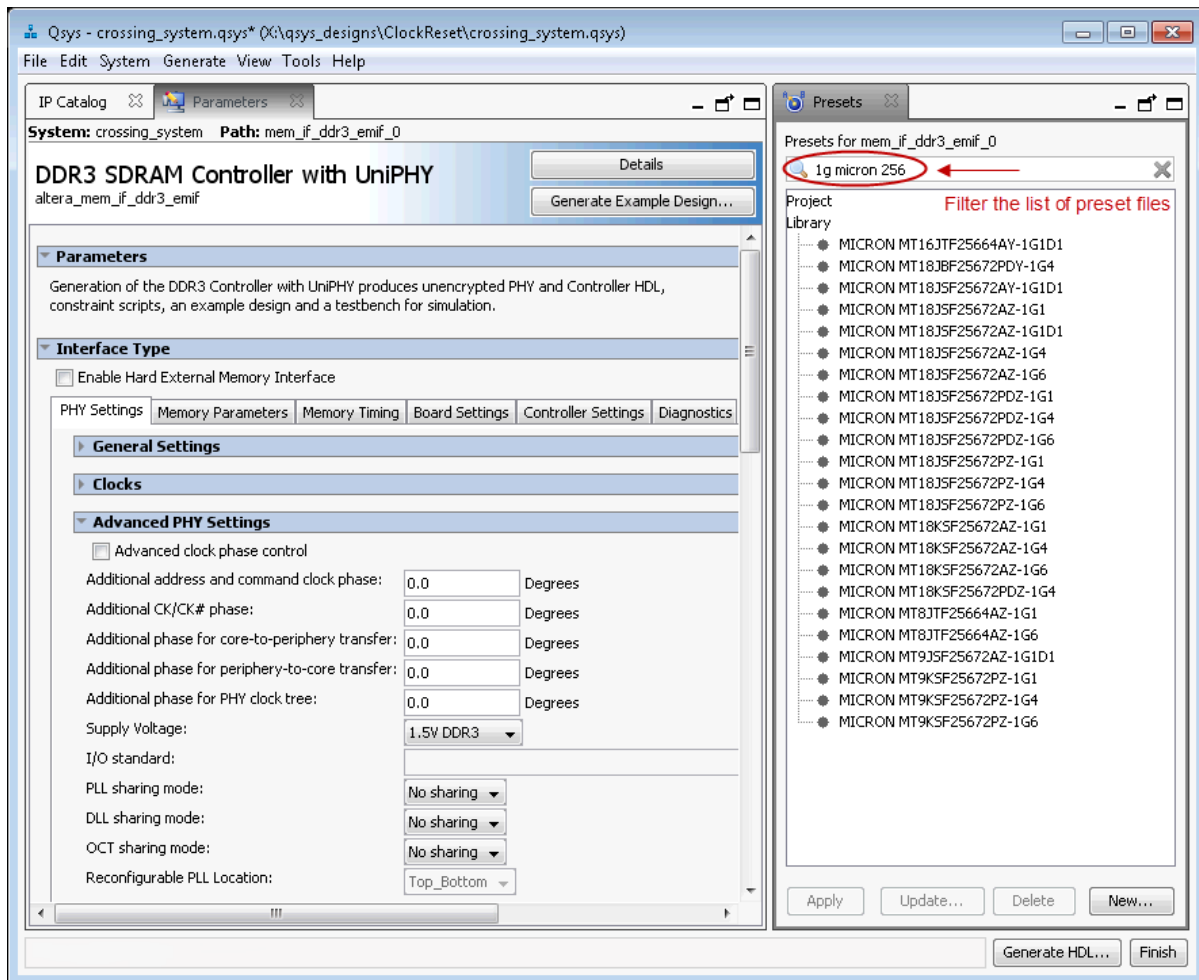 Qsys - crossing_system.qsys* (X:\qsys_designs\ClockReset\crossing_system.qsys)
File Edit System Generate View Tools Help
IP Catalog Parameters
System: crossing_system Path: mem_if_ddr3_emif_0
DDR3 SDRAM Controller with UniPHY
altera_mem_if_ddr3_emif
Details
Generate Example Design...
Parameters
Generation of the DDR3 Controller with UniPHY produces unencrypted PHY and Controller HDL,
constraint scripts, an example design and a testbench for simulation.
Interface Type
Enable Hard External Memory Interface
PHY Settings Memory Parameters Memory Timing Board Settings Controller Settings Diagnostics
General Settings
Clocks
Advanced PHY Settings
Advanced clock phase control
Additional address and command clock phase: 0.0 Degrees
Additional CK/CK# phase: 0.0 Degrees
Additional phase for core-to-periphery transfer: 0.0 Degrees
Additional phase for periphery-to-core transfer: 0.0 Degrees
Additional phase for PHY clock tree: 0.0 Degrees
Supply Voltage: 1.5V DDR3
I/O standard:
PLL sharing mode: No sharing
DLL sharing mode: No sharing
OCT sharing mode: No sharing
Reconfigurable PLL Location: Top_Bottom
Presets
Presets for mem_if_ddr3_emif_0
1g micron 256
Project
Filter the list of preset files
Library
MICRON MT16JTF25664AY-1G1D1
MICRON MT18JBF25672PDY-1G4
MICRON MT18JSF25672AY-1G1D1
MICRON MT18JSF25672AZ-1G1
MICRON MT18JSF25672AZ-1G1D1
MICRON MT18JSF25672AZ-1G4
MICRON MT18JSF25672AZ-1G6
MICRON MT18JSF25672PDZ-1G1
MICRON MT18JSF25672PDZ-1G4
MICRON MT18JSF25672PDZ-1G6
MICRON MT18JSF25672PZ-1G1
MICRON MT18JSF25672PZ-1G4
MICRON MT18JSF25672PZ-1G6
MICRON MT18KSF25672AZ-1G1
MICRON MT18KSF25672AZ-1G4
MICRON MT18KSF25672AZ-1G6
MICRON MT18KSF25672PDZ-1G4
MICRON MT8JTF25664AZ-1G1
MICRON MT8JTF25664AZ-1G6
MICRON MT9JSF25672AZ-1G1D1
MICRON MT9KSF25672PZ-1G1
MICRON MT9KSF25672PZ-1G4
MICRON MT9KSF25672PZ-1G6
Apply Update... Delete New...
Generate HDL... Finish